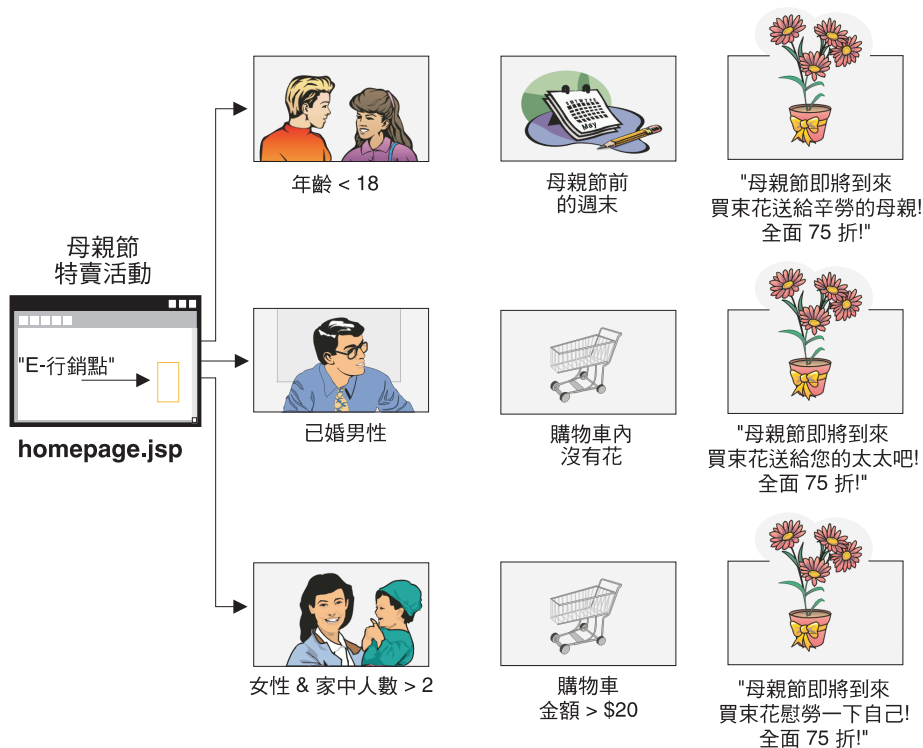 年齡 < 18
母親節前
的週末
May
"母親節即將到來
買束花送給辛勞的母親!
全面 75 折!"
母親節
特賣活動
"E-行銷點"
homepage.jsp
已婚男性
購物車內
沒有花
"母親節即將到來
買束花送給您的太太吧!
全面 75 折!"
女性 & 家中人數 > 2
購物車
金額 > $20
"母親節即將到來
買束花慰勞一下自己!
全面 75 折!"